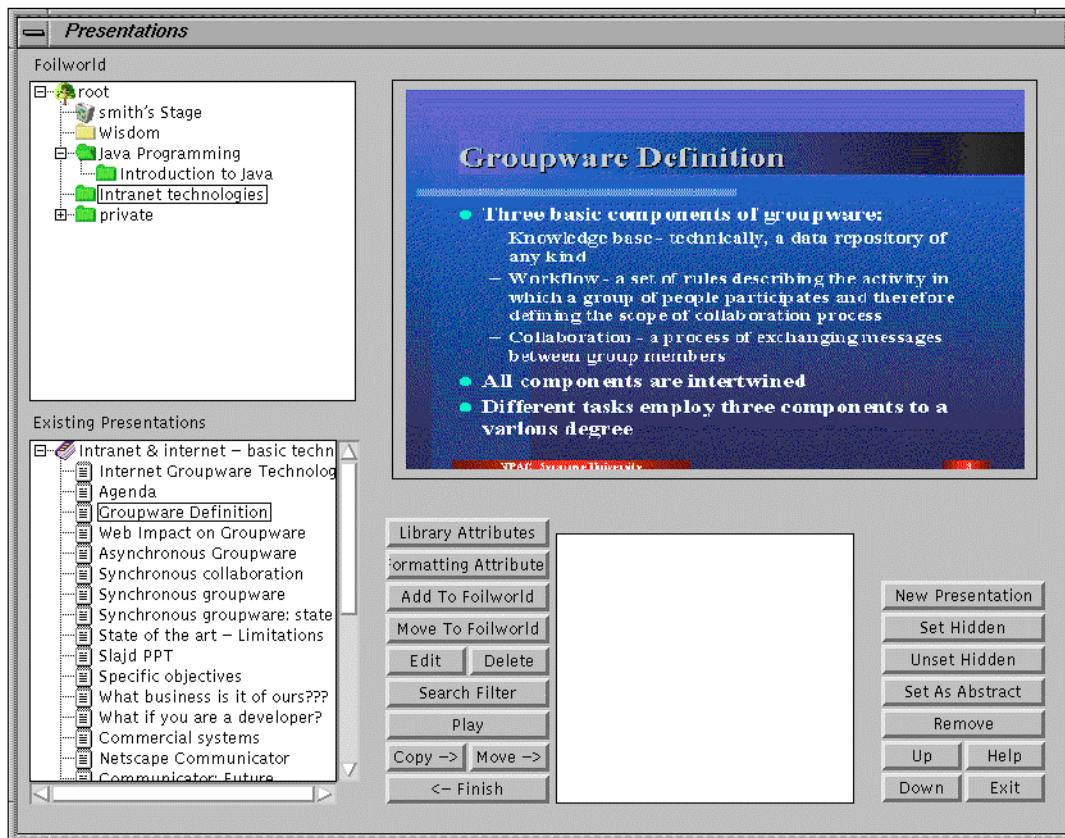 Presentations
Foilworld
root
smith's Stage
Wisdom
Java Programming
Introduction to Java
Intranet technologies
private
Groupware Definition
Three basic components of groupware:
Knowledge base - technically, a data repository of
any kind
– Workflow - a set of rules describing the activity in
which a group of people participates and therefore
defining the scope of collaboration process
– Collaboration - a process of exchanging messages
between group members
All components are intertwined
Different tasks employ three components to a
various degree
NPAC, Syracuse University
3
Existing Presentations
Intranet & internet – basic techn
Internet Groupware Technolog
Agenda
Groupware Definition
Web Impact on Groupware
Asynchronous Groupware
Synchronous collaboration
Synchronous groupware
Synchronous groupware: state
State of the art – Limitations
Slajd PPT
Specific objectives
What business is it of ours???
What if you are a developer?
Commercial systems
Netscape Communicator
Communicator: Future
Library Attributes
ormatting Attribute
Add To Foilworld
Move To Foilworld
Edit Delete
Search Filter
Play
Copy –> Move –>
<– Finish
New Presentation
Set Hidden
Unset Hidden
Set As Abstract
Remove
Up Help
Down Exit